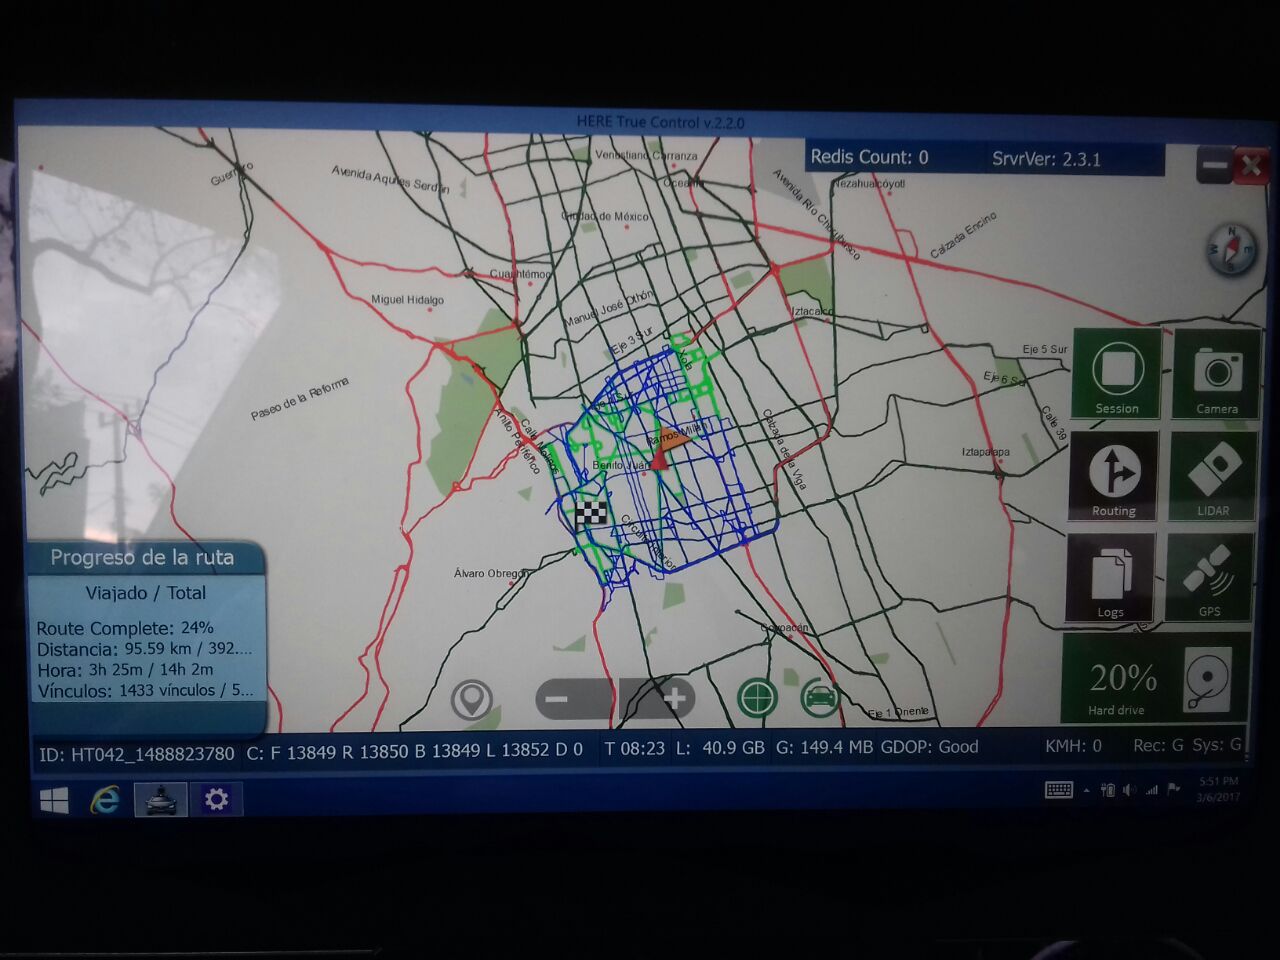 HERE True Control v.2.2.0
Redis Count: 0 SrvrVer: 2.3.1
Guerrero
Avenida Aquiles Serdán
Venustiano Carranza
Oceanía
Avenida Río Churubusco
Nezahualcóyotl
Calzada Encino
Ciudad de México
N
E
Cuauhtémoc
Miguel Hidalgo
Manuel José Othón
Iztacalco
Eje 3 Sur
Xola
Eje 5 Sur
Eje 6 Sur
Paseo de la Reforma
Anillo Periférico
Calle Molinos
Ramos Millán
Benito Juár
Calzada de la Viga
Calle 39
Iztapalapa
Circunvalación
Álvaro Obregón
Coyoacán
Eje 1 Oriente
Session
Camera
Routing
LIDAR
Logs
GPS
20%
Hard drive
Progreso de la ruta
Viajado / Total
Route Complete: 24%
Distancia: 95.59 km / 392....
Hora: 3h 25m / 14h 2m
Vínculos: 1433 vínculos / 5...
ID: HT042_1488823780 C: F 13849 R 13850 B 13849 L 13852 D 0 T 08:23 L: 40.9 GB G: 149.4 MB GDOP: Good KMH: 0 Rec: G Sys: G
5:51 PM
3/6/2017